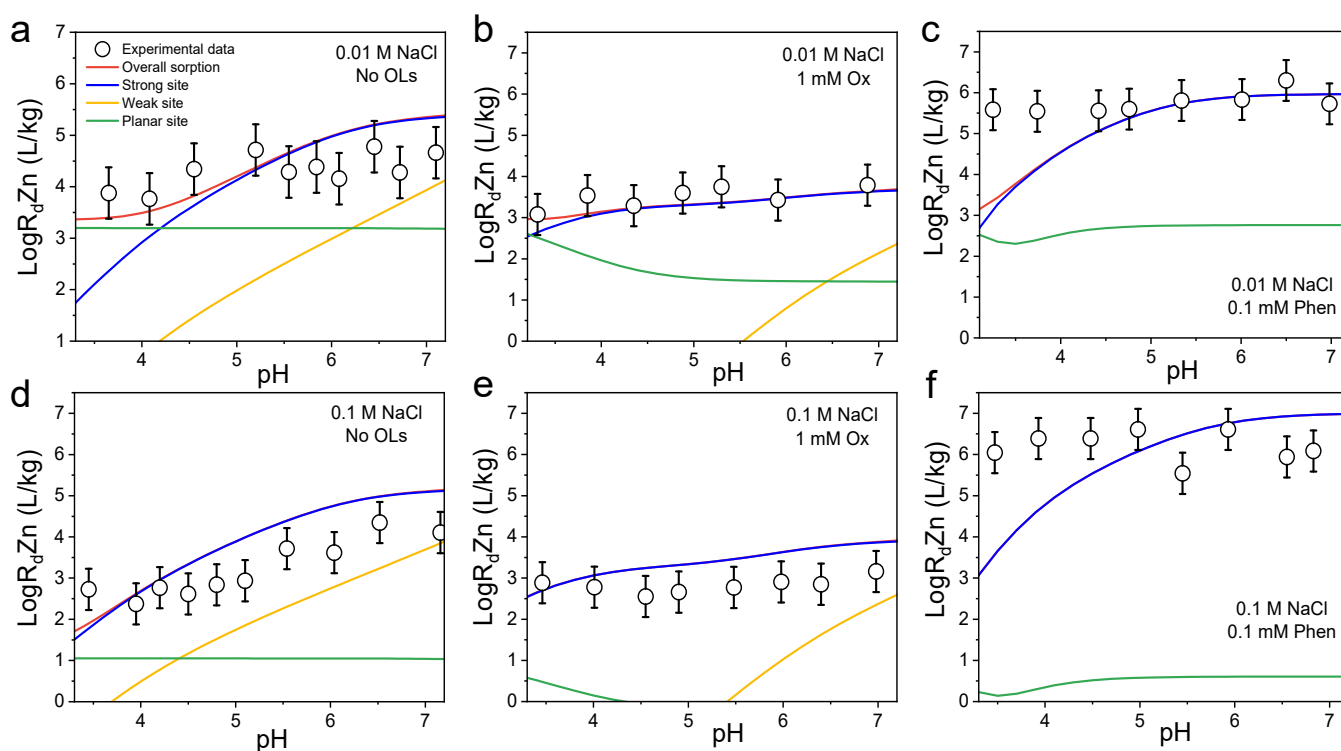 a
LogRdZn (L/kg)
7
6
5
4
3
2
1
4
5
6
7
pH
Experimental data
Overall sorption
Strong site
Weak site
Planar site
0.01 M NaCl
No OLs
b
LogRdZn (L/kg)
7
6
5
4
3
2
1
0
4
5
6
7
pH
0.01 M NaCl
1 mM Ox
c
LogRdZn (L/kg)
7
6
5
4
3
2
1
0
4
5
6
7
pH
0.01 M NaCl
0.1 mM Phen
d
LogRdZn (L/kg)
7
6
5
4
3
2
1
0
4
5
6
7
pH
0.1 M NaCl
No OLs
e
LogRdZn (L/kg)
7
6
5
4
3
2
1
0
4
5
6
7
pH
0.1 M NaCl
1 mM Ox
f
LogRdZn (L/kg)
7
6
5
4
3
2
1
0
4
5
6
7
pH
0.1 M NaCl
0.1 mM Phen